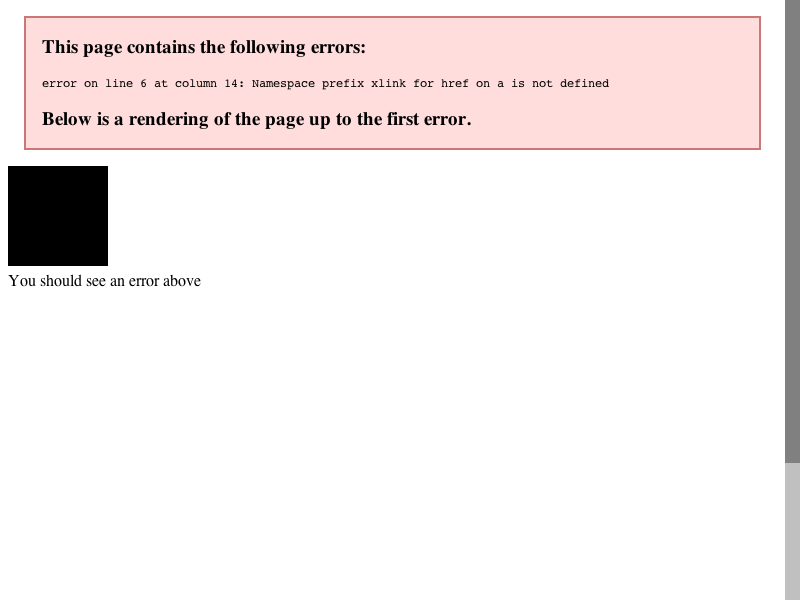 This page contains the following errors:
error on line 6 at column 14: Namespace prefix xlink for href on a is not defined
Below is a rendering of the page up to the first error.
You should see an error above